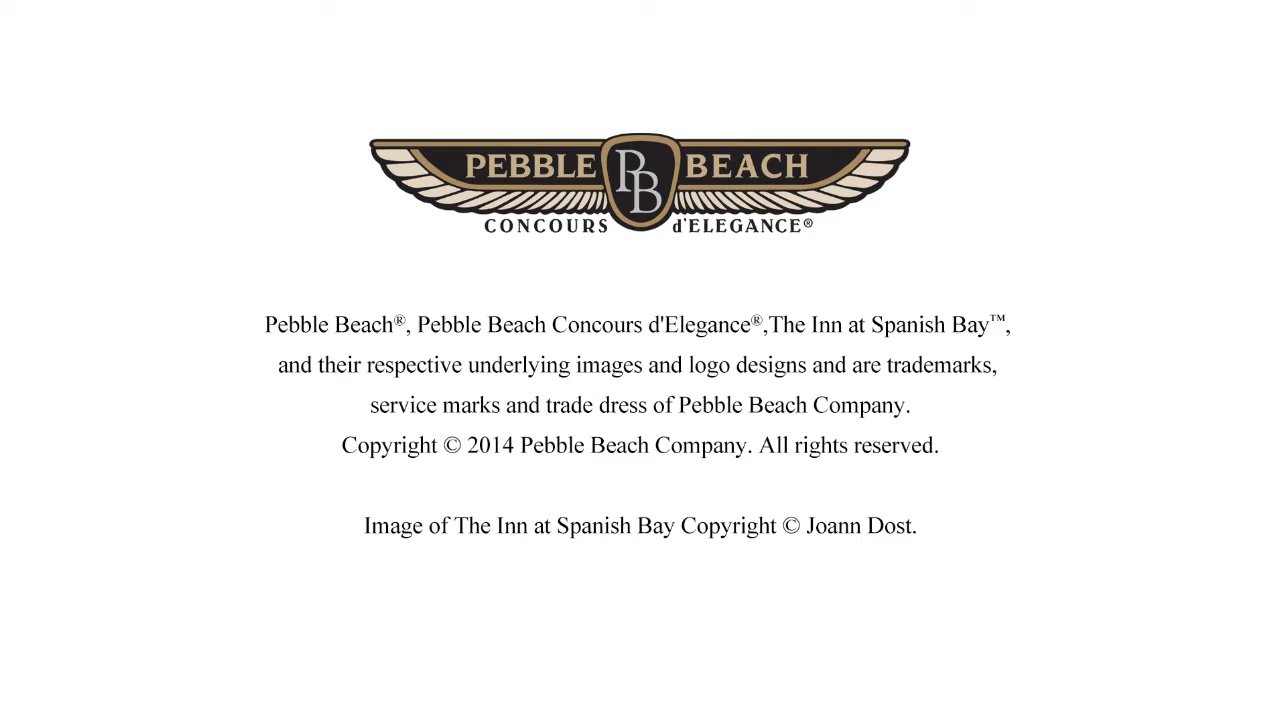 PEBBLE PB BEACH
CONCOURS d'ELEGANCE®
Pebble Beach®, Pebble Beach Concours d'Elegance®,The Inn at Spanish Bay™,
and their respective underlying images and logo designs and are trademarks,
service marks and trade dress of Pebble Beach Company.
Copyright © 2014 Pebble Beach Company. All rights reserved.
Image of The Inn at Spanish Bay Copyright © Joann Dost.